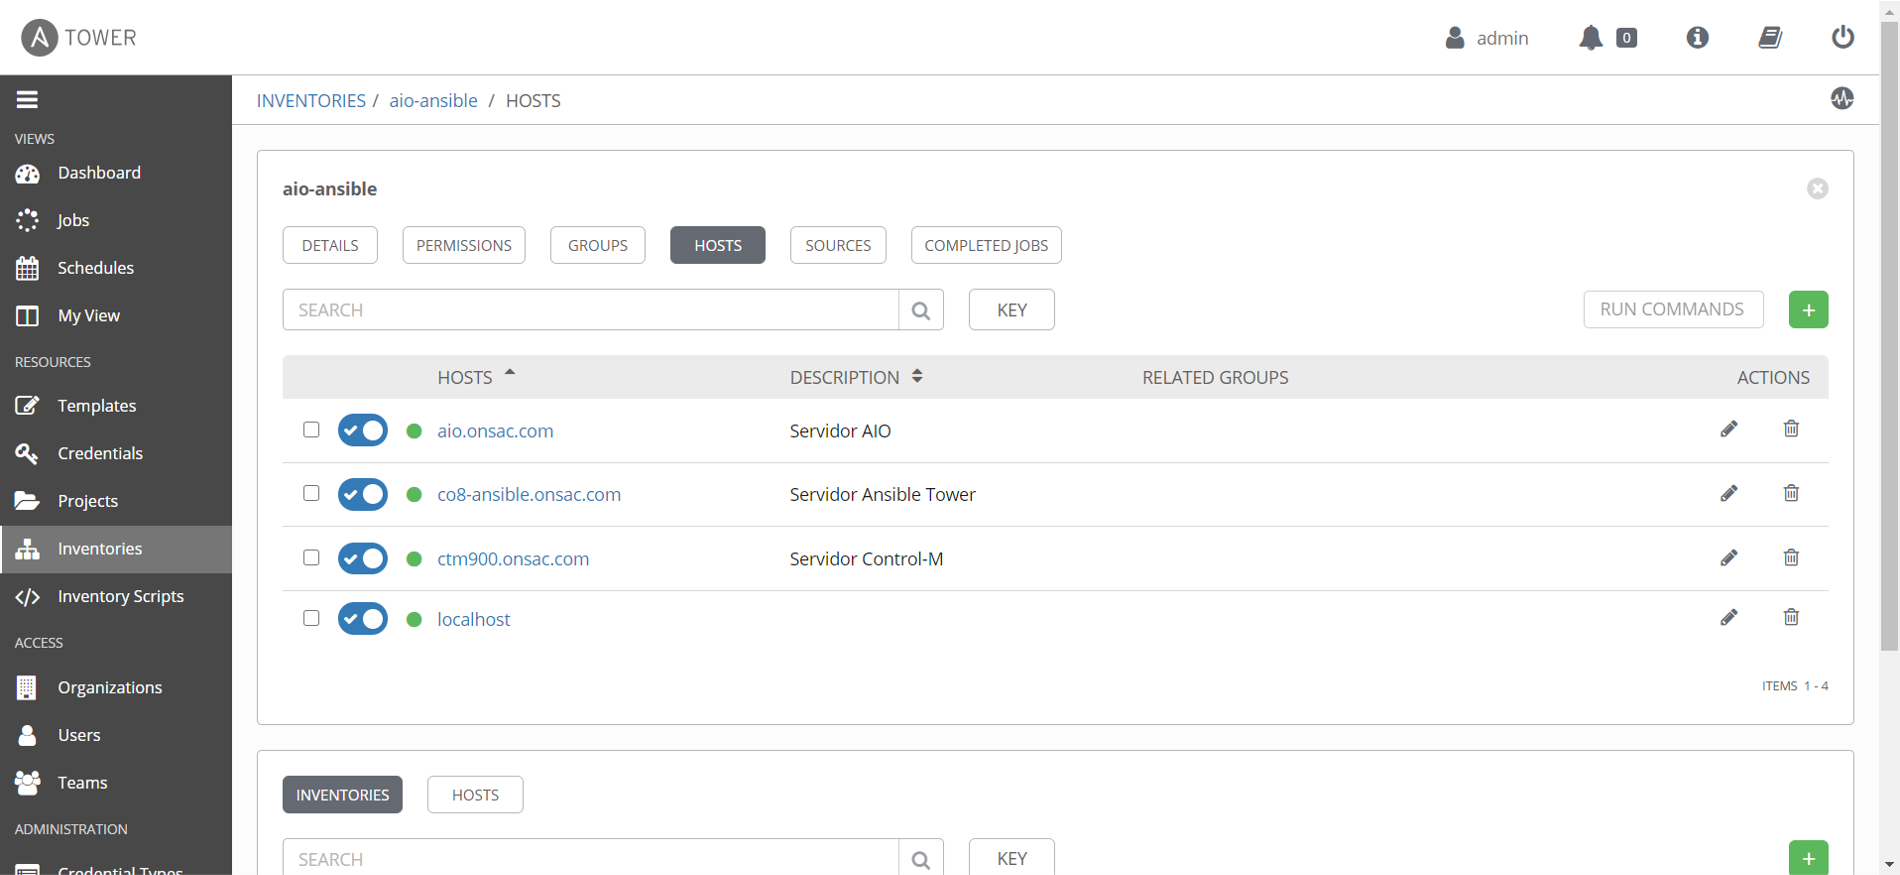 A TOWER
admin
0
INVENTORIES / aio-ansible / HOSTS
VIEWS
Dashboard
Jobs
Schedules
My View
RESOURCES
Templates
Credentials
Projects
Inventories
Inventory Scripts
ACCESS
Organizations
Users
Teams
ADMINISTRATION
Credential Types
aio-ansible
DETAILS PERMISSIONS GROUPS HOSTS SOURCES COMPLETED JOBS
SEARCH KEY RUN COMMANDS +
HOSTS DESCRIPTION RELATED GROUPS ACTIONS
aio.onsac.com Servidor AIO
co8-ansible.onsac.com Servidor Ansible Tower
ctm900.onsac.com Servidor Control-M
localhost
ITEMS 1 - 4
INVENTORIES HOSTS
SEARCH KEY +